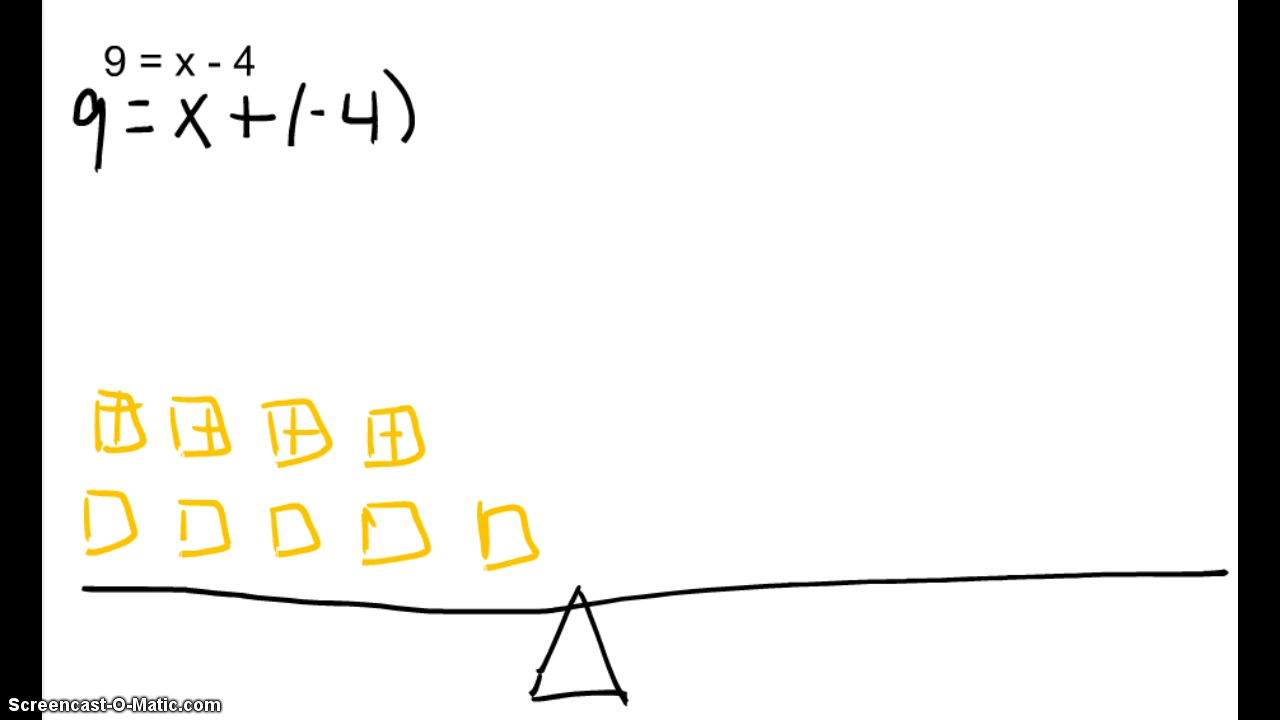 9 = x - 4
9 = x + (-4)
+ + + +
Screencast-O-Matic.com